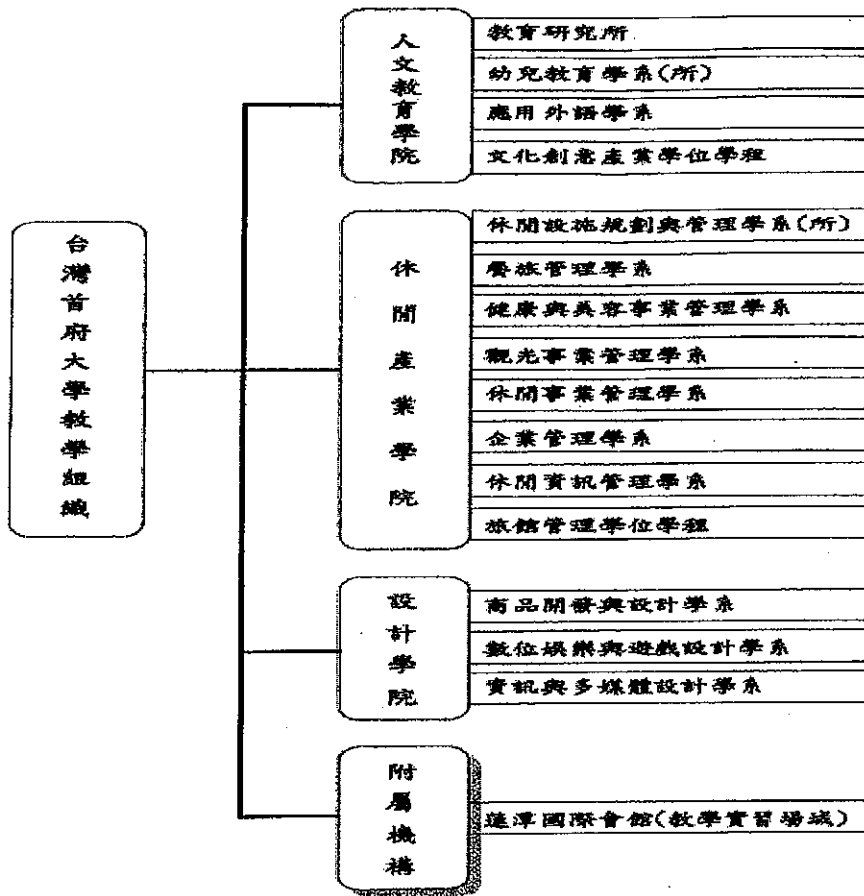 台灣首府大學教學組織
人文教育學院
教育研究所
幼兒教育學系(所)
應用外語學系
文化創意產業學位學程
休閒產業學院
休閒設施規劃與管理學系(所)
餐旅管理學系
健康與美容事業管理學系
觀光事業管理學系
休閒事業管理學系
企業管理學系
休閒資訊管理學系
旅館管理學位學程
設計學院
商品開發與設計學系
數位娛樂與遊戲設計學系
資訊與多媒體設計學系
附屬機構
蓮潭國際會館(教學實習場域)